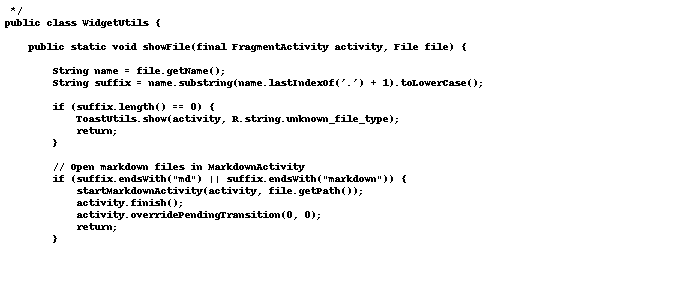 */
public class WidgetUtils {

    public static void showFile(final FragmentActivity activity, File file) {

        String name = file.getName();
        String suffix = name.substring(name.lastIndexOf('.') + 1).toLowerCase();

        if (suffix.length() == 0) {
            ToastUtils.show(activity, R.string.unknown_file_type);
            return;
        }

        // Open markdown files in MarkdownActivity
        if (suffix.endsWith("md") || suffix.endsWith("markdown")) {
            startMarkdownActivity(activity, file.getPath());
            activity.finish();
            activity.overridePendingTransition(0, 0);
            return;
        }